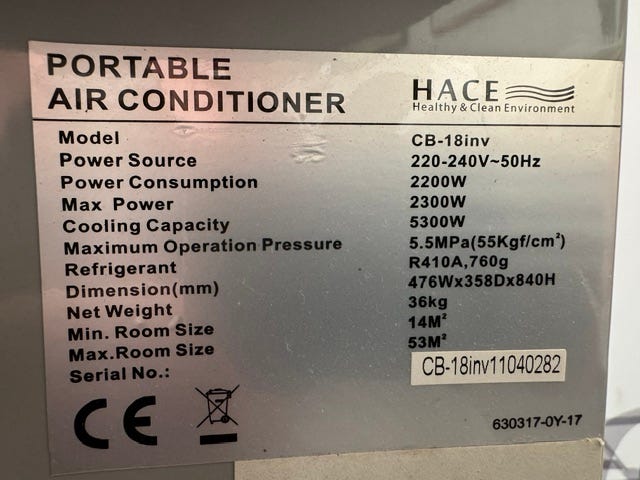 PORTABLE
AIR CONDITIONER
HACE
Healthy & Clean Environment
Model CB-18inv
Power Source 220-240V~50Hz
Power Consumption 2200W
Max Power 2300W
Cooling Capacity 5300W
Maximum Operation Pressure 5.5MPa(55Kgf/cm²)
Refrigerant R410A,760g
Dimension(mm) 476Wx358Dx840H
Net Weight 36kg
Min. Room Size 14M²
Max.Room Size 53M²
Serial No.: CB-18inv11040282
CE
630317-0Y-17